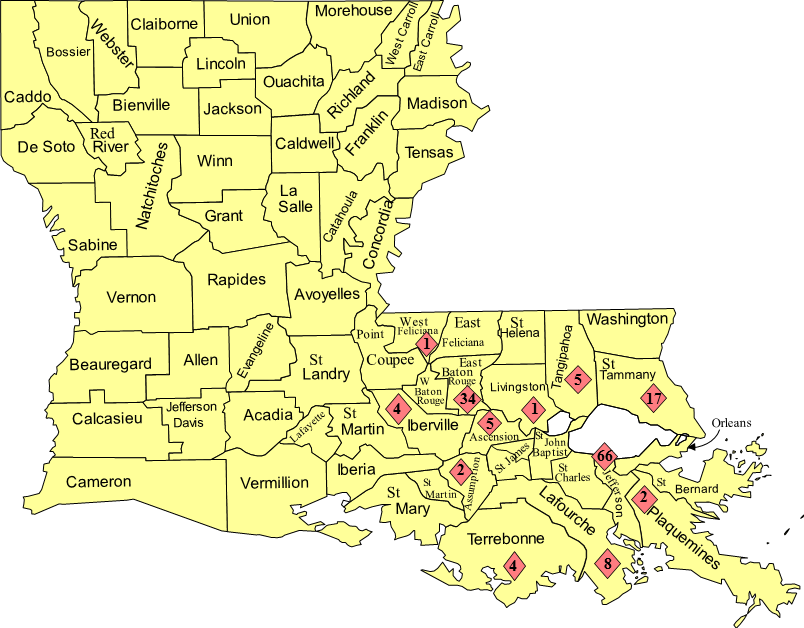 Morehouse
Union
Claiborne
Webster
Bossier
West Carroll
East Carroll
Lincoln
Ouachita
Richland
Caddo
Bienville
Jackson
Madison
Franklin
Red
River
De Soto
Caldwell
Tensas
Winn
Natchitoches
La
Salle
Catahoula
Concordia
Grant
Sabine
Rapides
Vernon
Avoyelles
West
Feliciana
1
East
Feliciana
St
Helena
Tangipahoa
5
Washington
Point
Coupee
Beauregard
Allen
Evangeline
St
Landry
East
Baton
Rouge
34
W
Baton
Rouge
Livingston
1
St
Tammany
17
Calcasieu
Jefferson
Davis
Acadia
Lafayette
St
Martin
4
Iberville
5
Ascension
Orleans
St
John
Baptist
St James
66
Cameron
Vermillion
Iberia
2
Assumption
St
Charles
Jefferson
St
Bernard
2
Plaquemines
St
Martin
St
Mary
Lafourche
8
Terrebonne
4